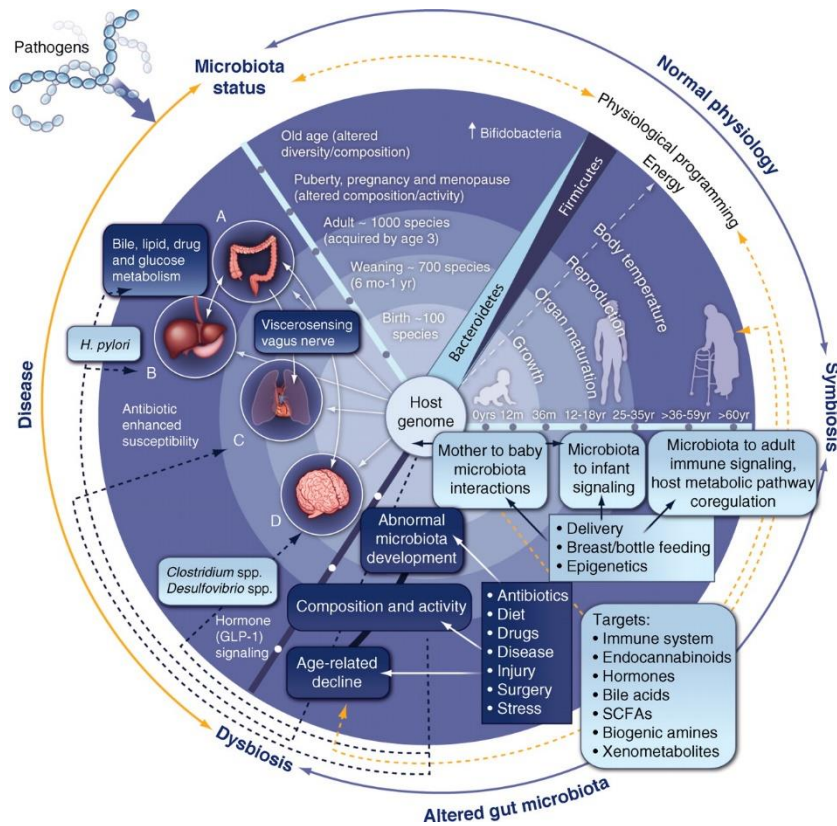 Pathogens
Microbiota
status
Normal physiology
Physiological programming
Energy
Symbiosis
Disease
Dysbiosis
Altered gut microbiota
Old age (altered
diversity/composition)
↑ Bifidobacteria
Puberty, pregnancy and menopause
(altered composition/activity)
Adult ~ 1000 species
(acquired by age 3)
Weaning ~ 700 species
(6 mo-1 yr)
Birth ~100
species
Bacteroidetes
Firmicutes
Body temperature
Reproduction
Organ maturation
Growth
A
Bile, lipid, drug
and glucose
metabolism
Viscerosensing
vagus nerve
H. pylori
B
Antibiotic
enhanced
susceptibility
C
D
Host
genome
0yrs 12m 36m 12-18yr 25-35yr >36-59yr >60yr
Mother to baby
microbiota
interactions
Microbiota
to infant
signaling
Microbiota to adult
immune signaling,
host metabolic pathway
coregulation
• Delivery
• Breast/bottle feeding
• Epigenetics
Abnormal
microbiota
development
Clostridium spp.
Desulfovibrio spp.
Composition and activity
Hormone
(GLP-1)
signaling
Age-related
decline
• Antibiotics
• Diet
• Drugs
• Disease
• Injury
• Surgery
• Stress
Targets:
• Immune system
• Endocannabinoids
• Hormones
• Bile acids
• SCFAs
• Biogenic amines
• Xenometabolites